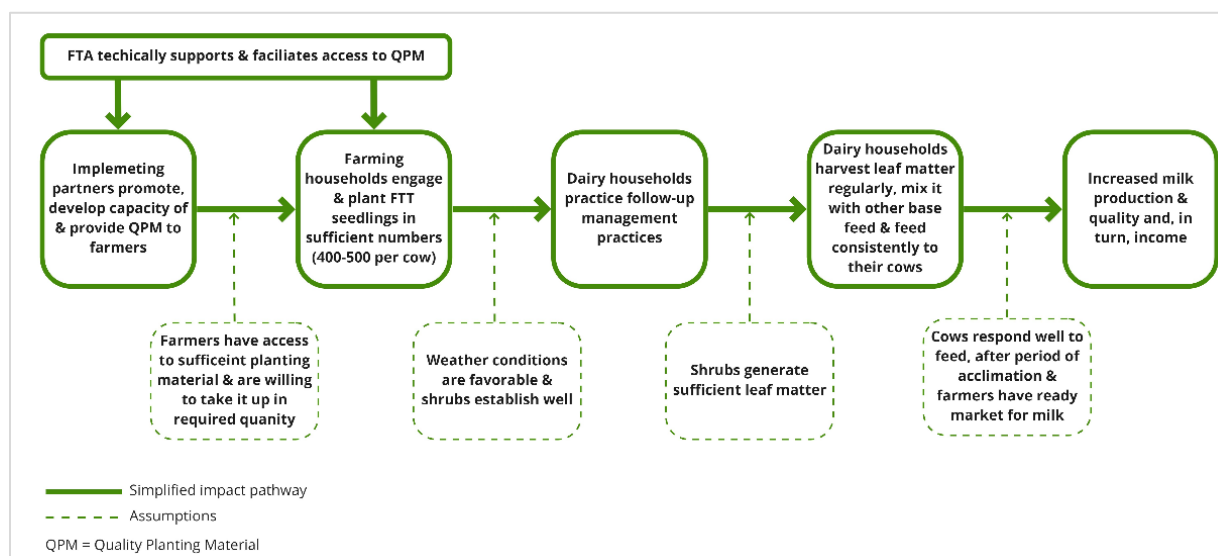 FTA techically supports & faciliates access to QPM
Implemeting
partners promote,
develop capacity of
& provide QPM to
farmers
Farming
households engage
& plant FTT
seedlings in
sufficient numbers
(400-500 per cow)
Dairy households
practice follow-up
management
practices
Dairy households
harvest leaf matter
regularly, mix it
with other base
feed & feed
consistently to
their cows
Increased milk
production &
quality and, in
turn, income
Farmers have access
to sufficeint planting
material & are willing
to take it up in
required quanity
Weather conditions
are favorable &
shrubs establish well
Shrubs generate
sufficient leaf matter
Cows respond well to
feed, after period of
acclimation &
farmers have ready
market for milk
Simplified impact pathway
Assumptions
QPM = Quality Planting Material